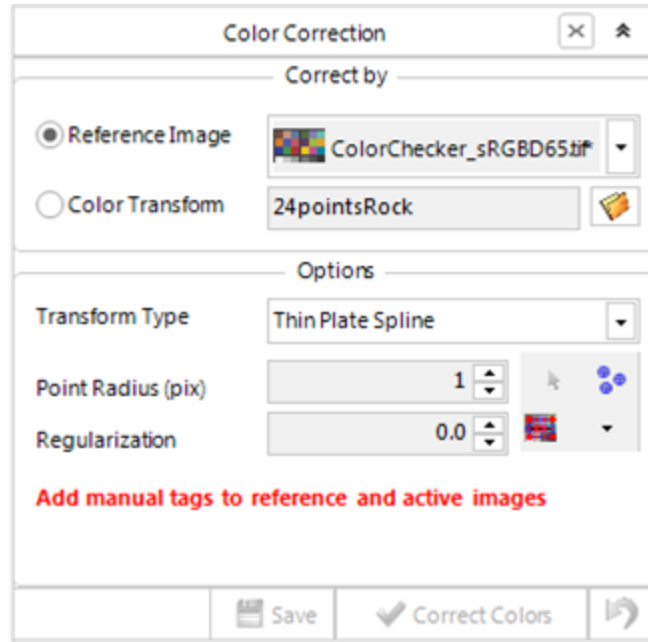 Color Correction
Correct by
Reference Image
ColorChecker_sRGBD65.tif*
Color Transform
24pointsRock
Options
Transform Type
Thin Plate Spline
Point Radius (pix)
1
Regularization
0.0
Add manual tags to reference and active images
Save
Correct Colors